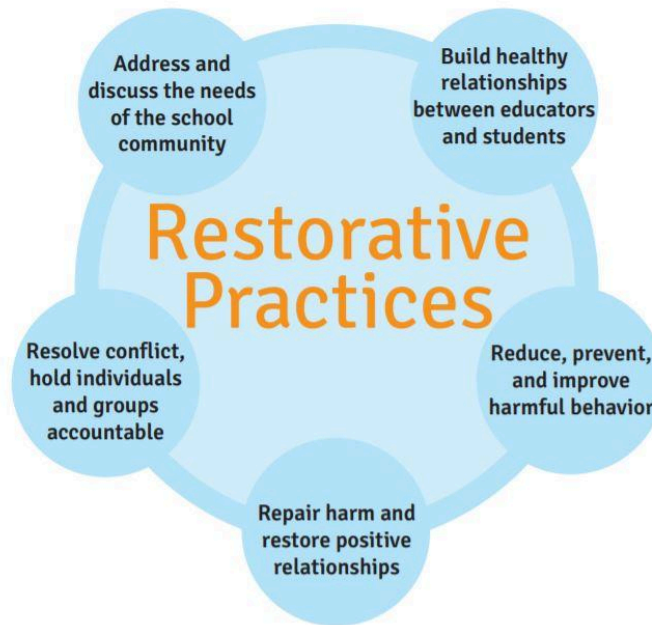 Address and
discuss the needs
of the school
community
Build healthy
relationships
between educators
and students
Restorative
Practices
Resolve conflict,
hold individuals
and groups
accountable
Reduce, prevent,
and improve
harmful behavior
Repair harm and
restore positive
relationships